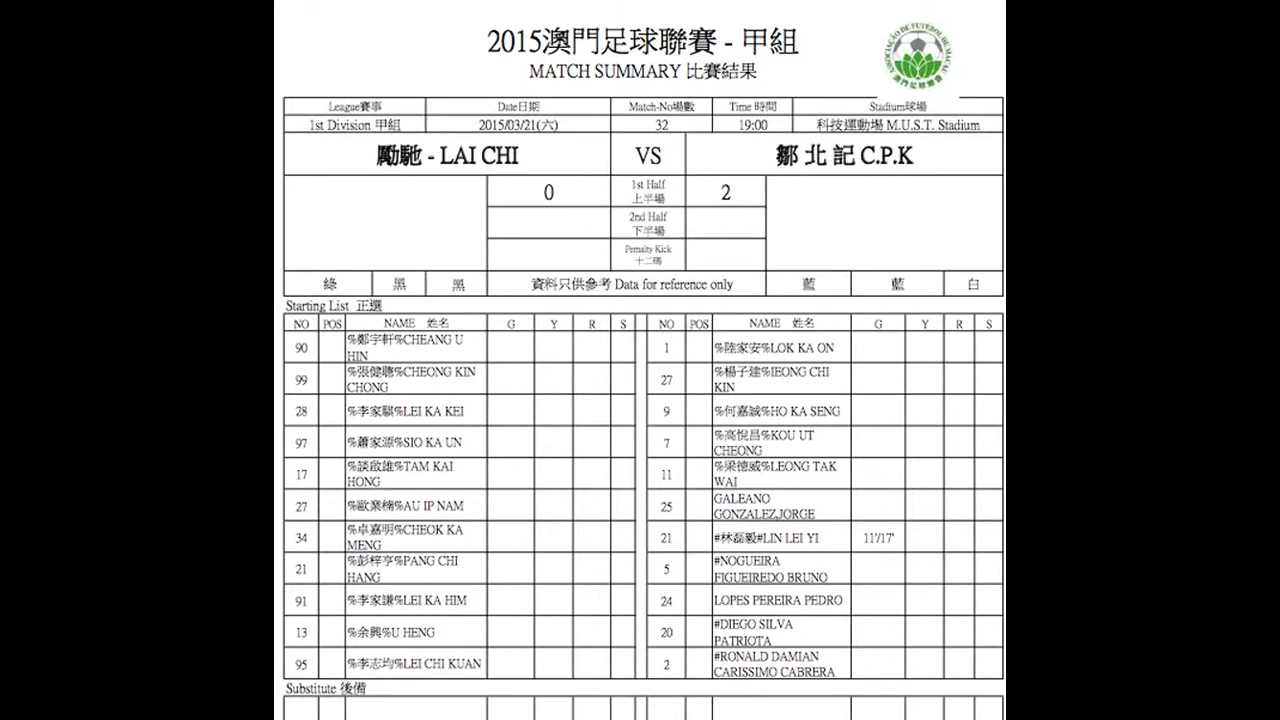 2015澳門足球聯賽 - 甲組
MATCH SUMMARY 比賽結果
ASSOCIAÇÃO DE FUTEBOL DE MACAU
澳門足球總會
League賽事 Date日期 Match-No場數 Time 時間 Stadium球場
1st Division 甲組 2015/03/21(六) 32 19:00 科技運動場 M.U.S.T. Stadium
勵馳 - LAI CHI VS 鄒 北 記 C.P.K
0 1st Half 2
上半場
2nd Half
下半場
Penalty Kick
十二碼
綠 黑 黑 資料只供參考 Data for reference only 藍 藍 白
Starting List 正選
NO POS NAME 姓名 G Y R S NO POS NAME 姓名 G Y R S
90 %鄭宇軒%CHEANG U HIN 1 %陸家安%LOK KA ON
99 %張健聰%CHEONG KIN CHONG 27 %楊子建%IEONG CHI KIN
28 %李家騏%LEI KA KEI 9 %何嘉誠%HO KA SENG
97 %蕭家源%SIO KA UN 7 %高悅昌%KOU UT CHEONG
17 %談啟雄%TAM KAI HONG 11 %梁德威%LEONG TAK WAI
27 %歐業楠%AU IP NAM 25 GALEANO GONZALEZ,JORGE
34 %卓嘉明%CHEOK KA MENG 21 #林磊毅#LIN LEI YI 11'/17'
21 %彭梓亨%PANG CHI HANG 5 #NOGUEIRA FIGUEIREDO BRUNO
91 %李家謙%LEI KA HIM 24 LOPES PEREIRA PEDRO
13 %余興%U HENG 20 #DIEGO SILVA PATRIOTA
95 %李志均%LEI CHI KUAN 2 #RONALD DAMIAN CARISSIMO CABRERA
Substitute 後備